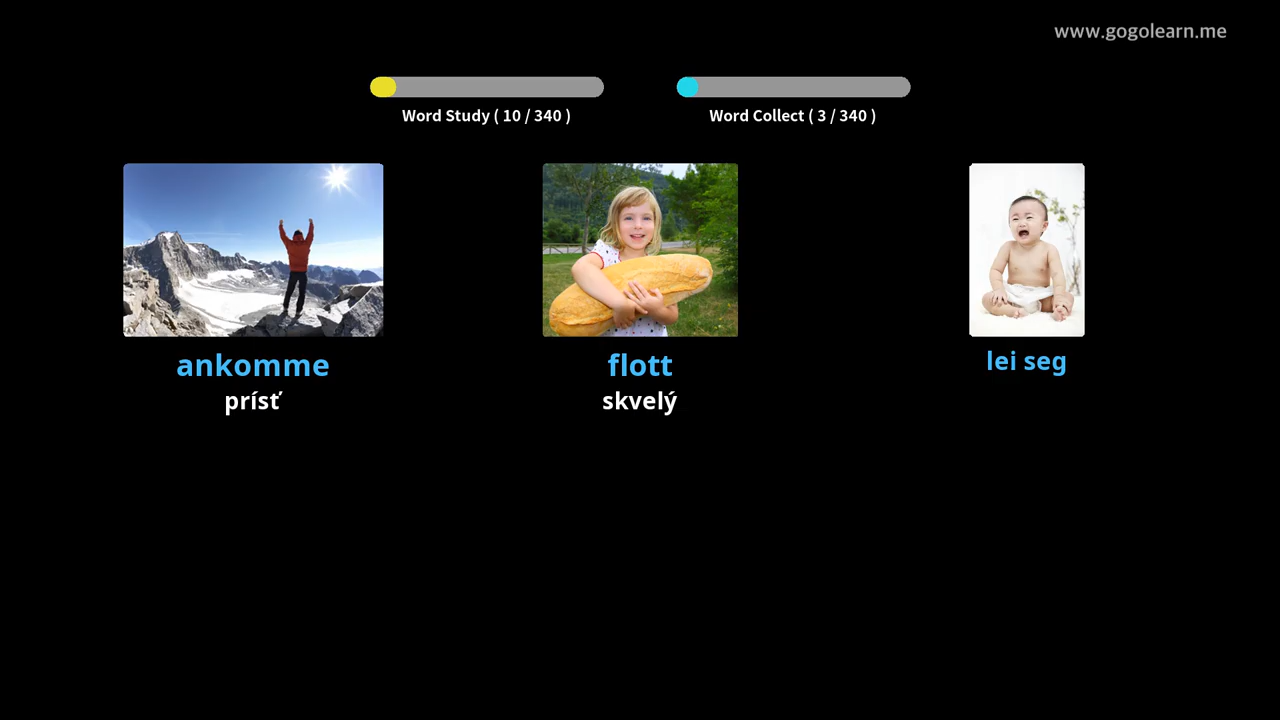 www.gogolearn.me
Word Study ( 10 / 340 )
Word Collect ( 3 / 340 )
ankomme
flott
lei seg
prísť
skvelý